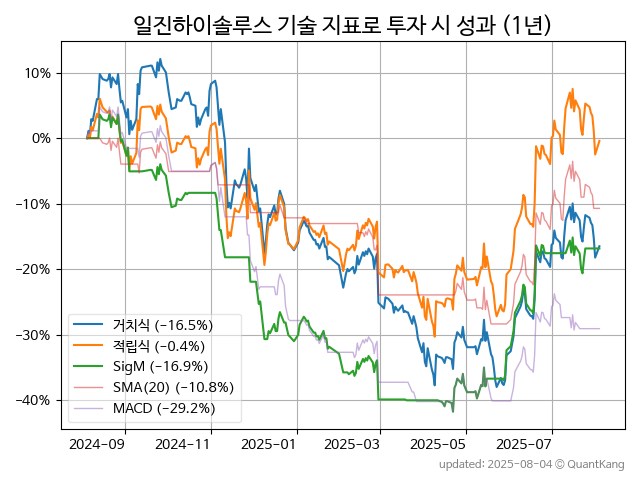 일진하이솔루스 기술 지표로 투자 시 성과 (1년)
10%
0%
−10%
−20%
−30%
−40%
거치식 (−16.5%)
적립식 (−0.4%)
SigM (−16.9%)
SMA(20) (−10.8%)
MACD (−29.2%)
2024-09 2024-11 2025-01 2025-03 2025-05 2025-07
updated: 2025-08-04 © QuantKang